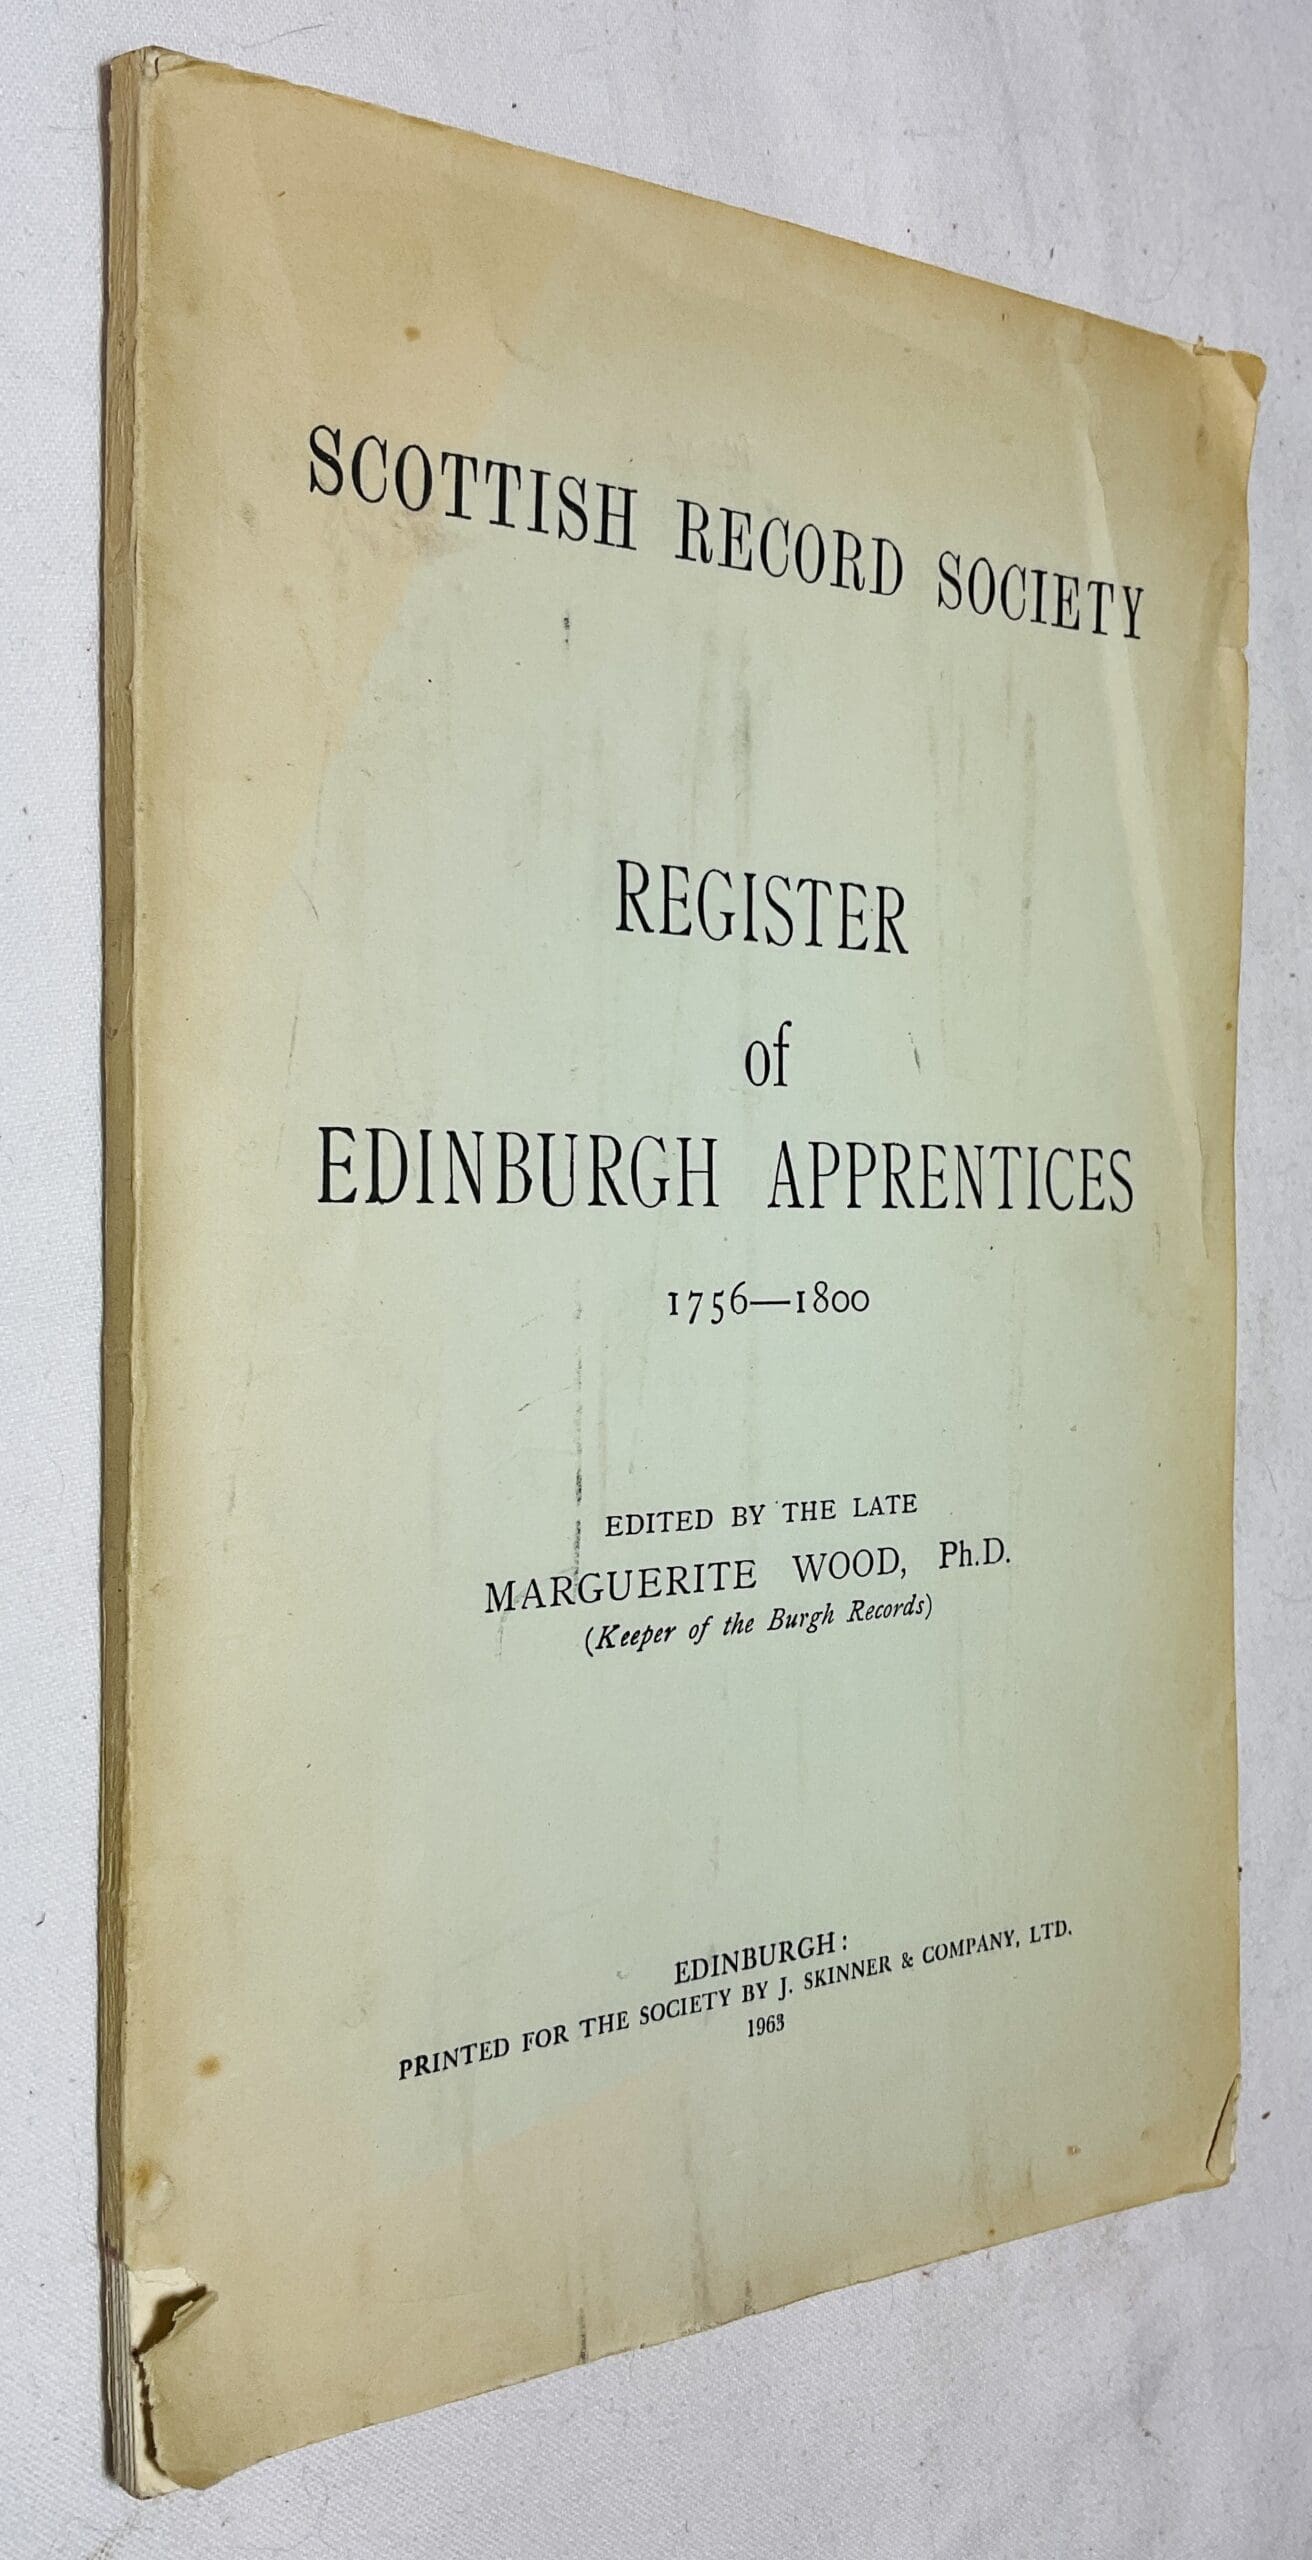 SCOTTISH RECORD SOCIETY
REGISTER
of
EDINBURGH APPRENTICES
1756—1800
EDITED BY THE LATE
MARGUERITE WOOD, Ph.D.
(Keeper of the Burgh Records)
EDINBURGH:
PRINTED FOR THE SOCIETY BY J. SKINNER & COMPANY, LTD.
1963